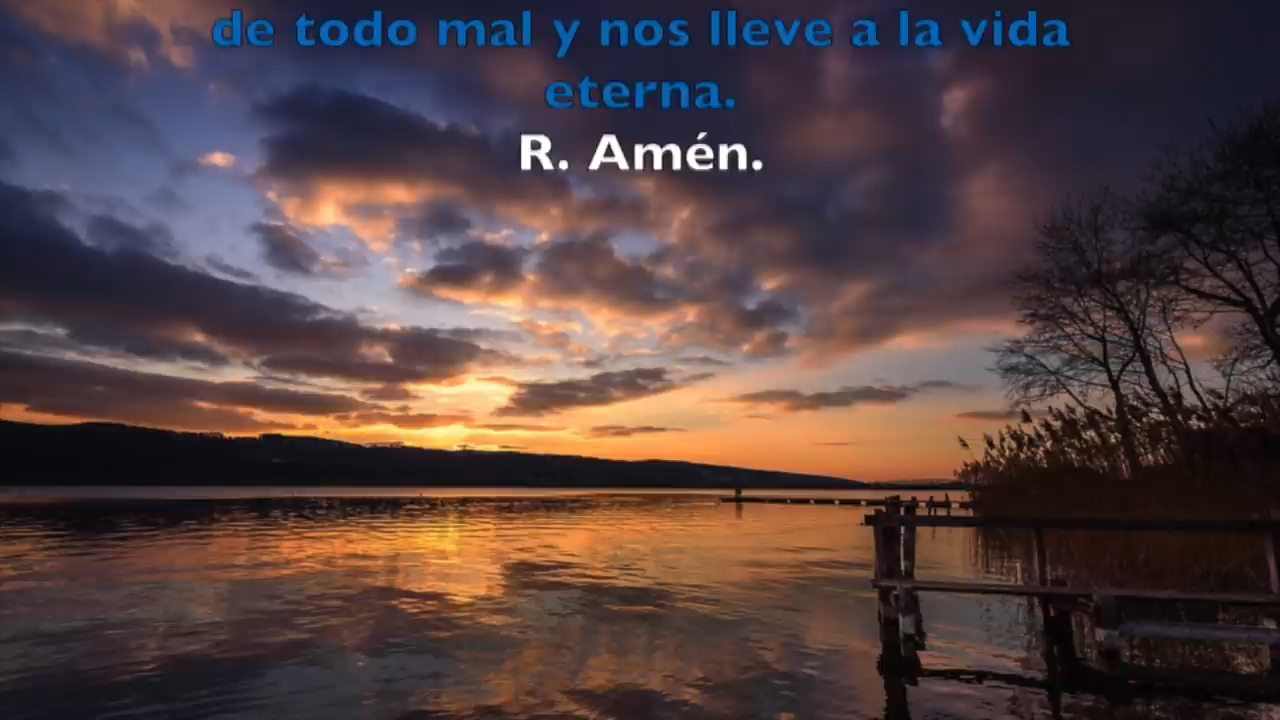 de todo mal y nos lleve a la vida
eterna.
R. Amén.